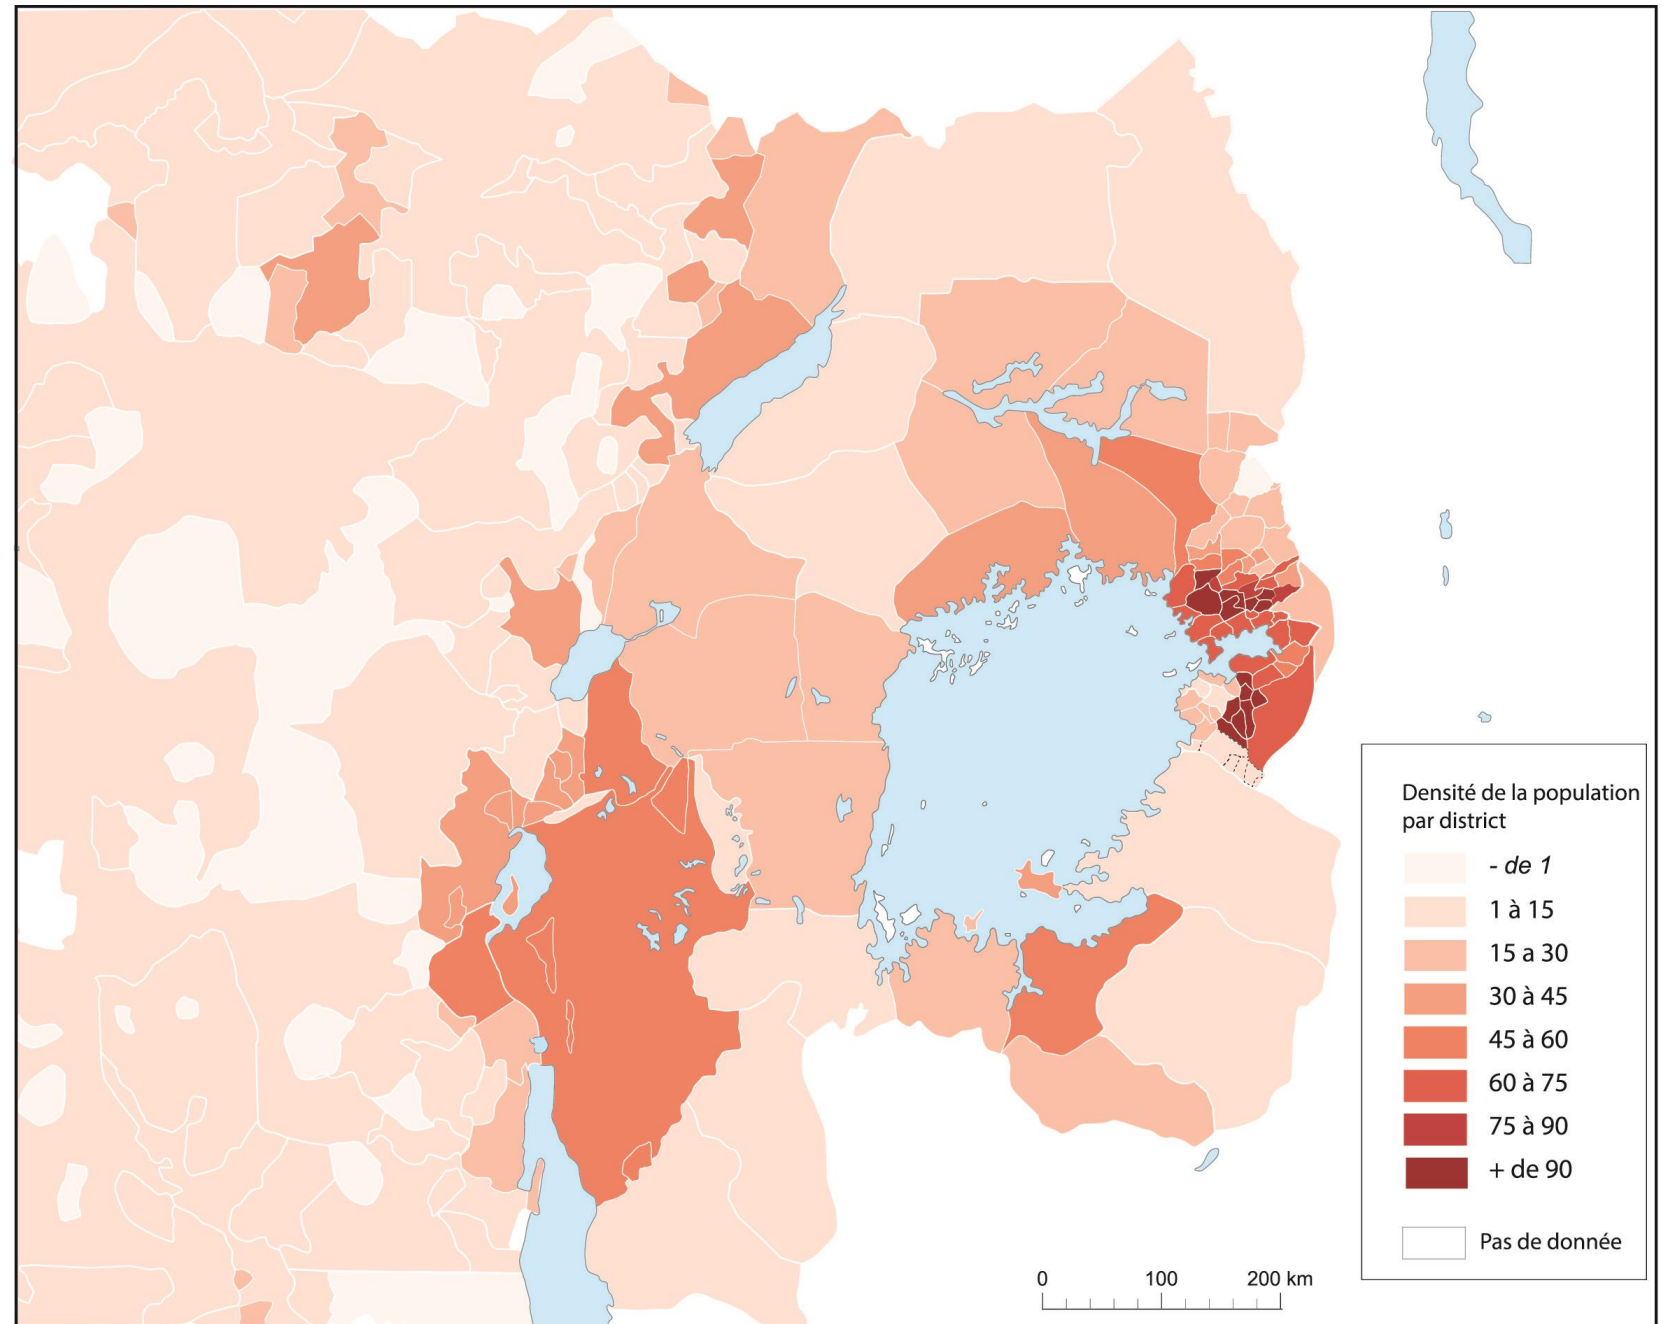 Densité de la population
par district
- de 1
1 à 15
15 a 30
30 à 45
45 à 60
60 à 75
75 à 90
+ de 90
Pas de donnée
0 100 200 km